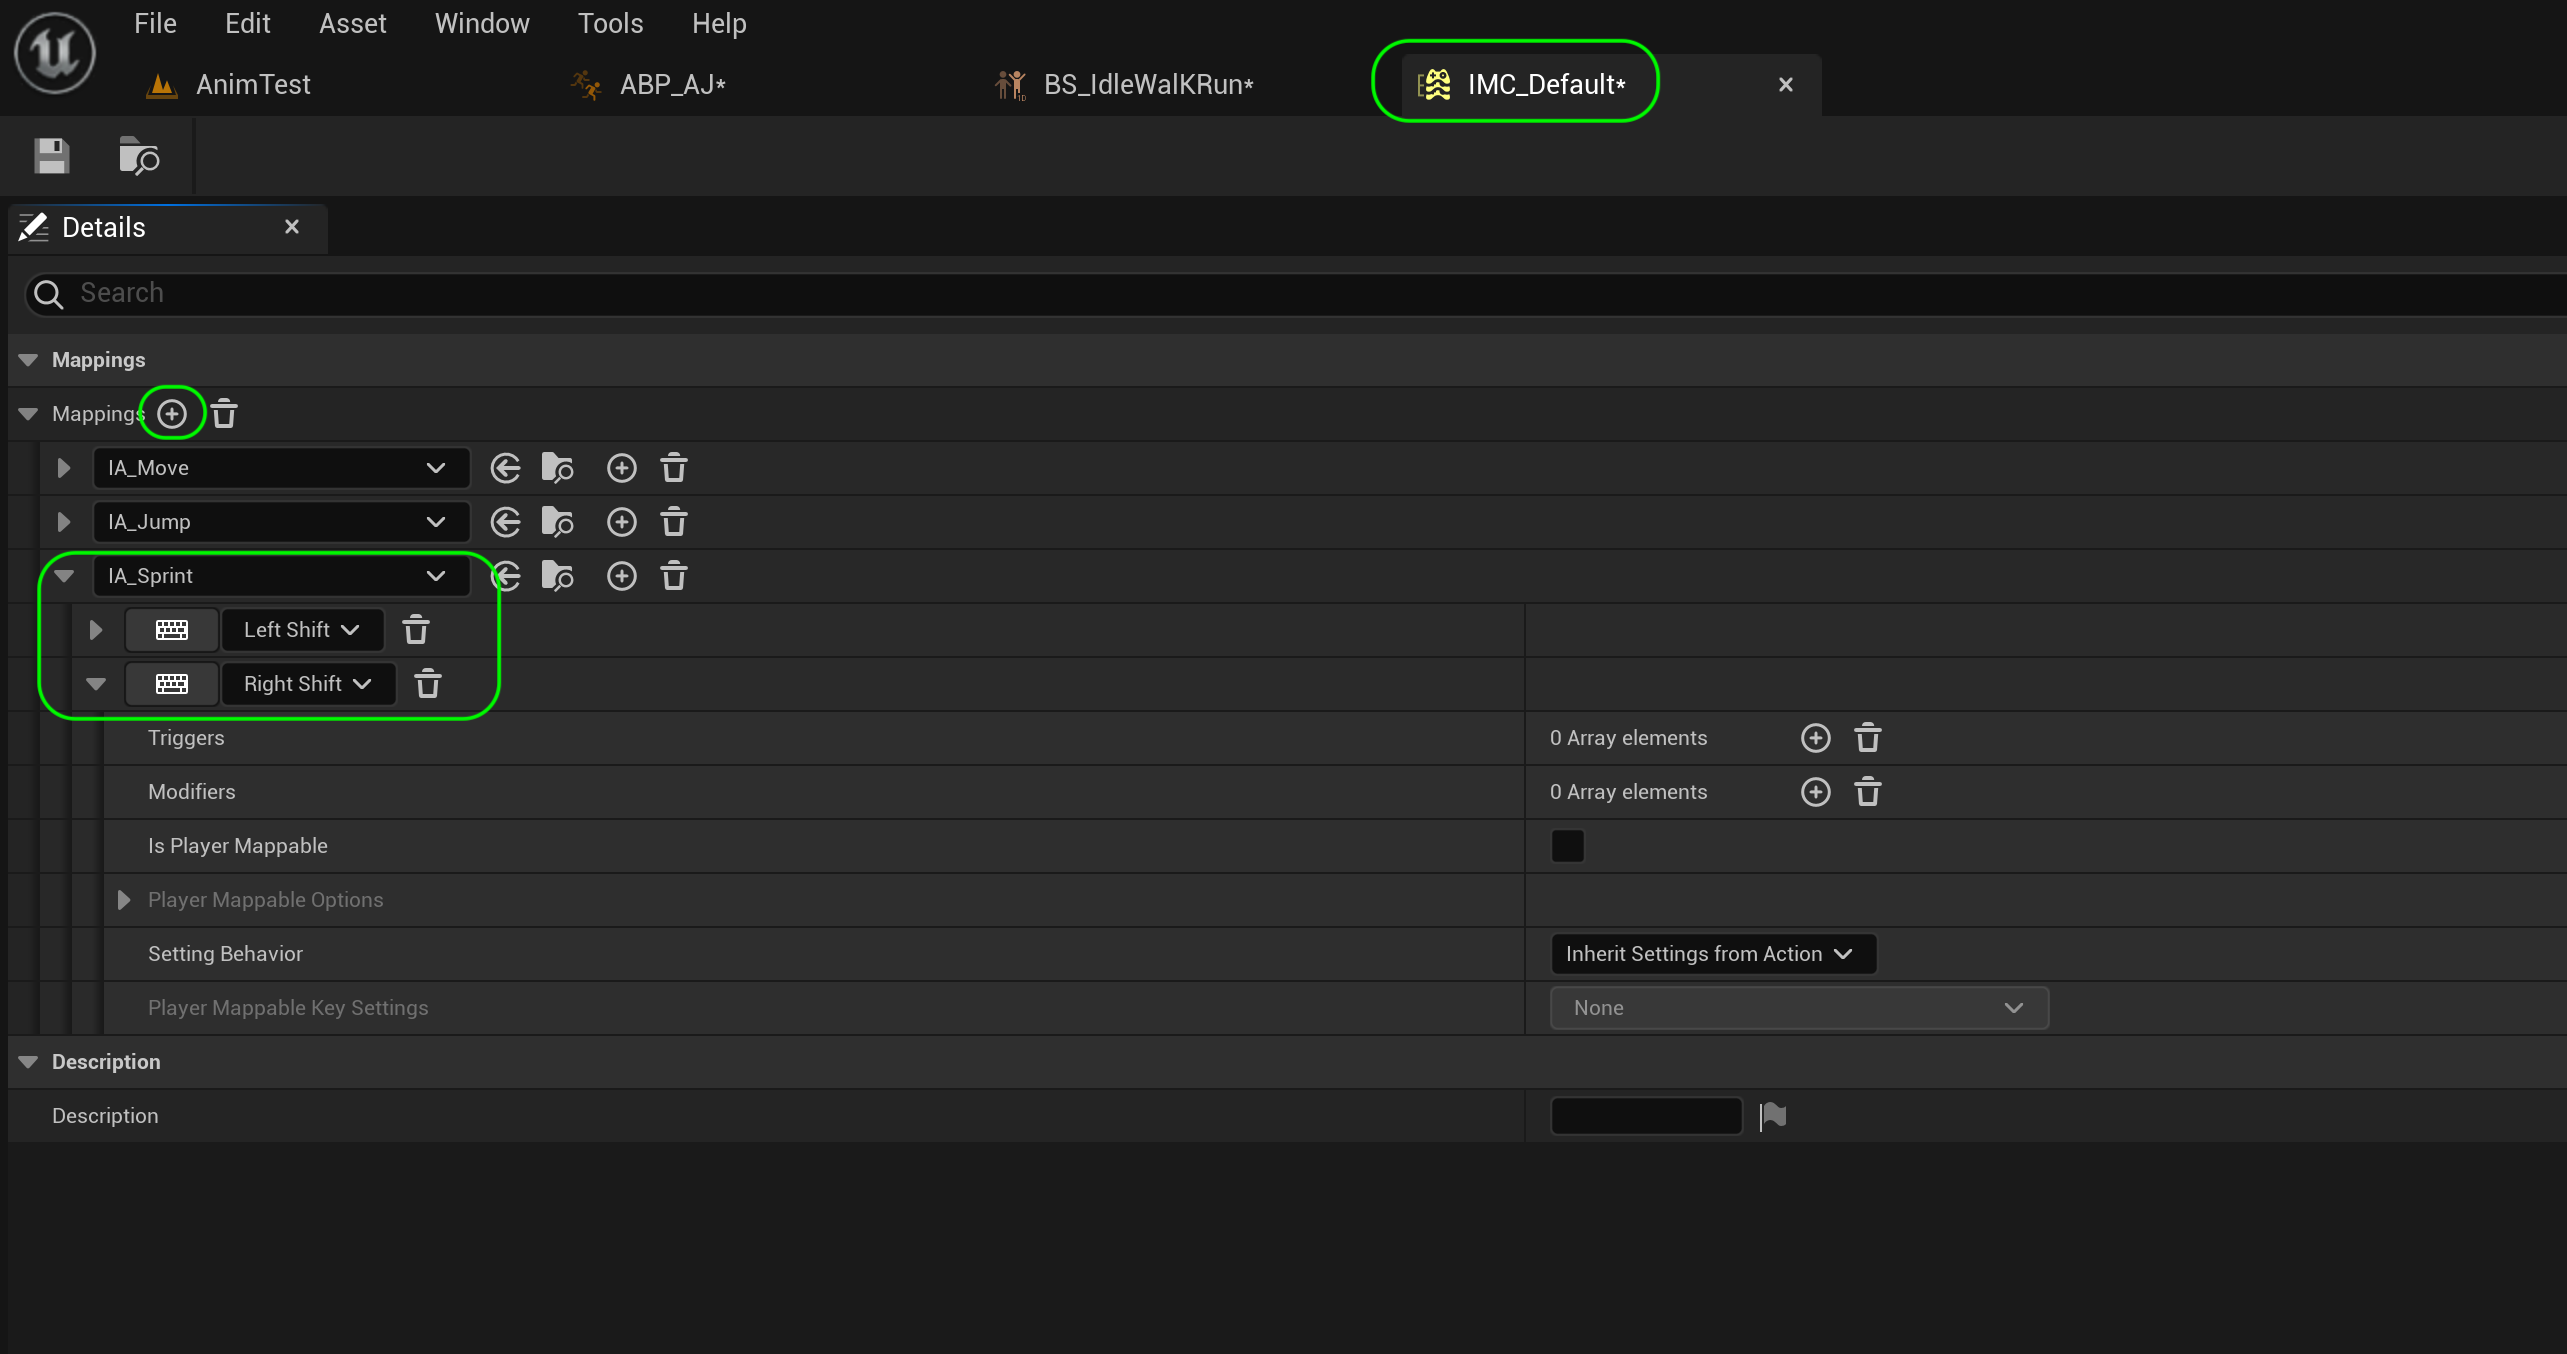 File Edit Asset Window Tools Help
AnimTest ABP_AJ* BS_IdleWalKRun* IMC_Default*
Details
Search
Mappings
Mappings
IA_Move
IA_Jump
IA_Sprint
Left Shift
Right Shift
Triggers 0 Array elements
Modifiers 0 Array elements
Is Player Mappable
Player Mappable Options
Setting Behavior Inherit Settings from Action
Player Mappable Key Settings None
Description
Description